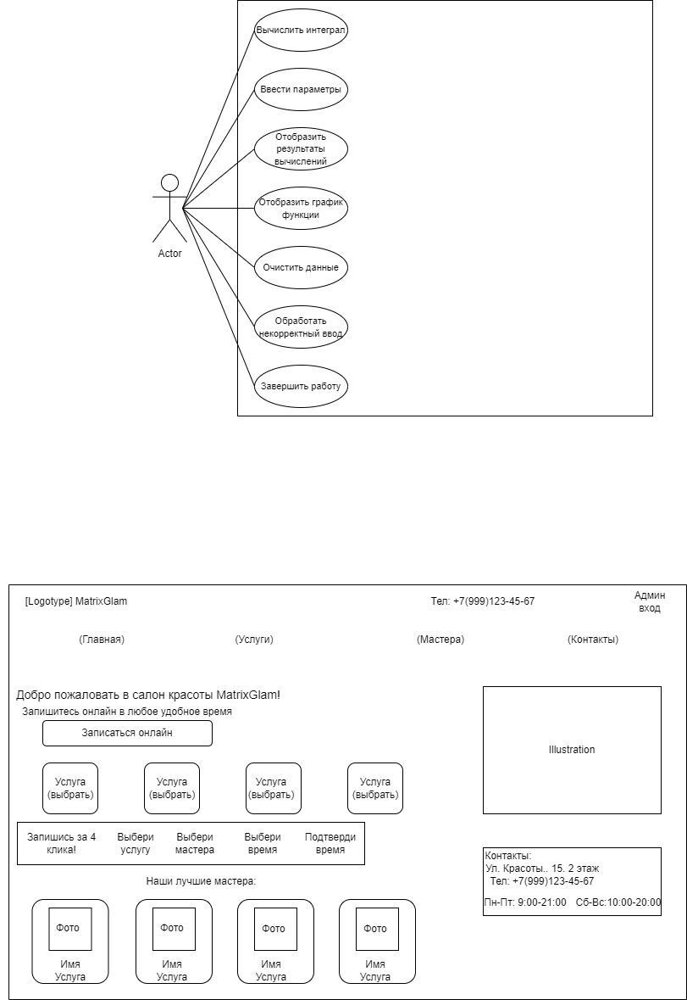 Вычислить интеграл
Ввести параметры
Отобразить
результаты
вычислений
Отобразить график
функции
Actor
Очистить данные
Обработать
некорректный ввод
Завершить работу
[Logotype] MatrixGlam
Тел: +7(999)123-45-67
Админ
вход
(Главная)
(Услуги)
(Мастера)
(Контакты)
Добро пожаловать в салон красоты MatrixGlam!
Запишитесь онлайн в любое удобное время
Записаться онлайн
Illustration
Услуга
(выбрать)
Услуга
(выбрать)
Услуга
(выбрать)
Услуга
(выбрать)
Запишись за 4
клика!
Выбери
услугу
Выбери
мастера
Выбери
время
Подтверди
время
Контакты:
Ул. Красоты.. 15. 2 этаж
Тел: +7(999)123-45-67
Пн-Пт: 9:00-21:00 Сб-Вс:10:00-20:00
Наши лучшие мастера:
Фото
Имя
Услуга
Фото
Имя
Услуга
Фото
Имя
Услуга
Фото
Имя
Услуга